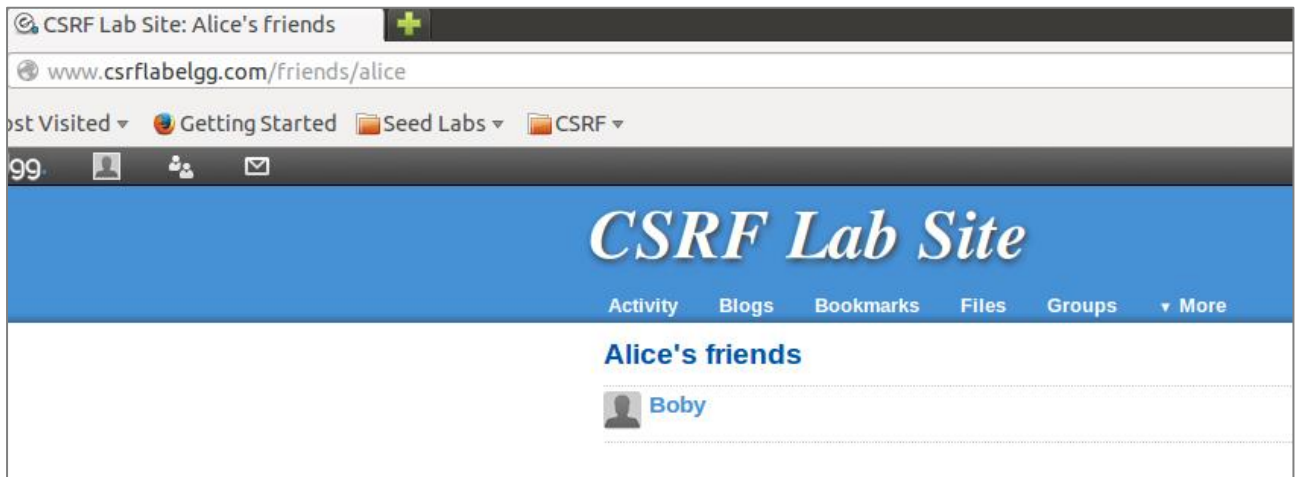 CSRF Lab Site: Alice's friends
www.csrflabelgg.com/friends/alice
ost Visited ▾ Getting Started Seed Labs ▾ CSRF ▾
gg.
CSRF Lab Site
Activity Blogs Bookmarks Files Groups ▾ More
Alice's friends
Boby